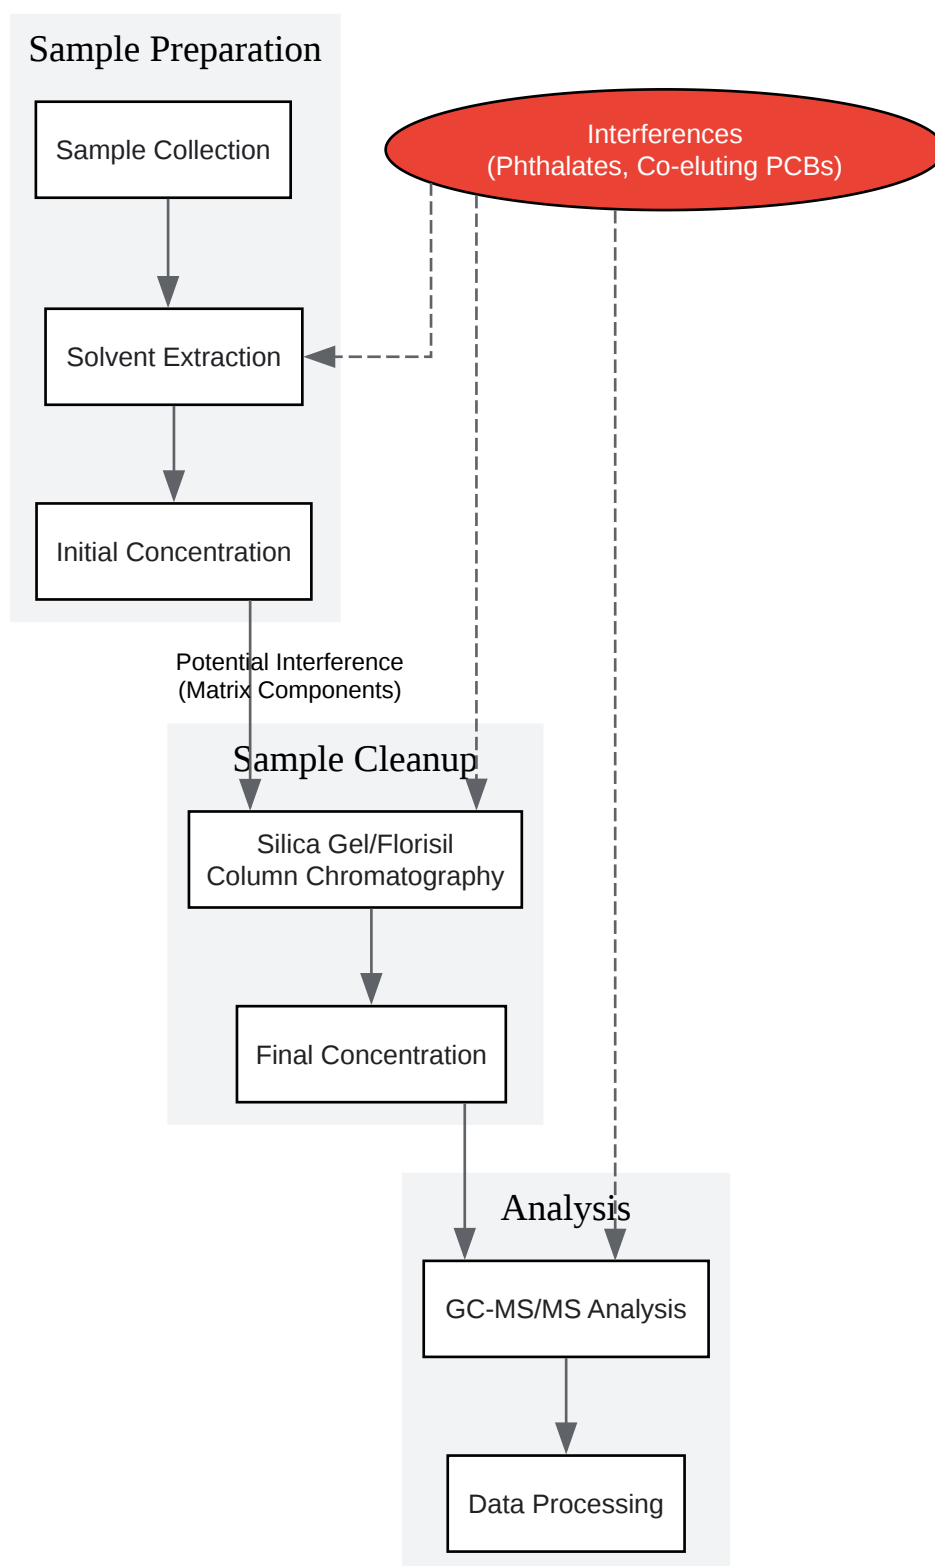 Sample Preparation
Sample Collection
Interferences
(Phthalates, Co-eluting PCBs)
Solvent Extraction
Initial Concentration
Potential Interference
(Matrix Components)
Sample Cleanup
Silica Gel/Florisil
Column Chromatography
Final Concentration
Analysis
GC-MS/MS Analysis
Data Processing